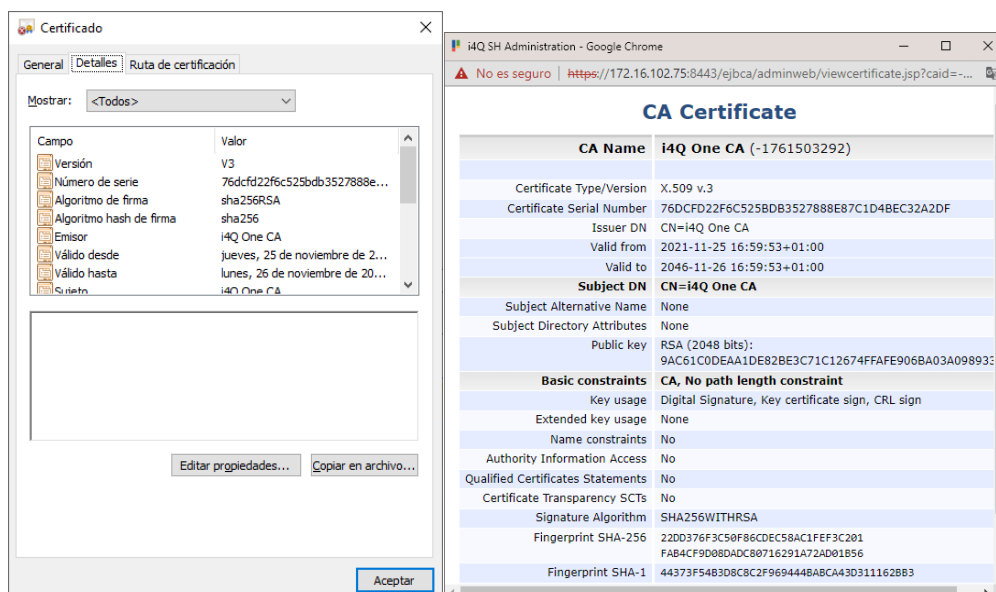 Certificado
General Detalles Ruta de certificación
Mostrar: <Todos>
Campo Valor
Versión V3
Número de serie 76dcfd22f6c525bdb3527888e...
Algoritmo de firma sha256RSA
Algoritmo hash de firma sha256
Emisor i4Q One CA
Válido desde jueves, 25 de noviembre de 2...
Válido hasta lunes, 26 de noviembre de 20...
Sujeto i4Q One CA
Editar propiedades... Copiar en archivo...
Aceptar
i4Q SH Administration - Google Chrome
No es seguro | https://172.16.102.75:8443/ejbca/adminweb/viewcertificate.jsp?caid=-...
CA Certificate
CA Name i4Q One CA (-1761503292)
Certificate Type/Version X.509 v.3
Certificate Serial Number 76DCFD22F6C525BDB3527888E87C1D4BEC32A2DF
Issuer DN CN=i4Q One CA
Valid from 2021-11-25 16:59:53+01:00
Valid to 2046-11-26 16:59:53+01:00
Subject DN CN=i4Q One CA
Subject Alternative Name None
Subject Directory Attributes None
Public key RSA (2048 bits):
9AC61C0DEAA1DE82BE3C71C12674FFAFE906BA03A098933
Basic constraints CA, No path length constraint
Key usage Digital Signature, Key certificate sign, CRL sign
Extended key usage None
Name constraints No
Authority Information Access No
Qualified Certificates Statements No
Certificate Transparency SCTs No
Signature Algorithm SHA256WITHRSA
Fingerprint SHA-256 22DD376F3C50F86CDEC58AC1FEF3C201
FAB4CF9D08DADC80716291A72AD01B56
Fingerprint SHA-1 44373F54B3D8C8C2F969444BABCA43D311162BB3